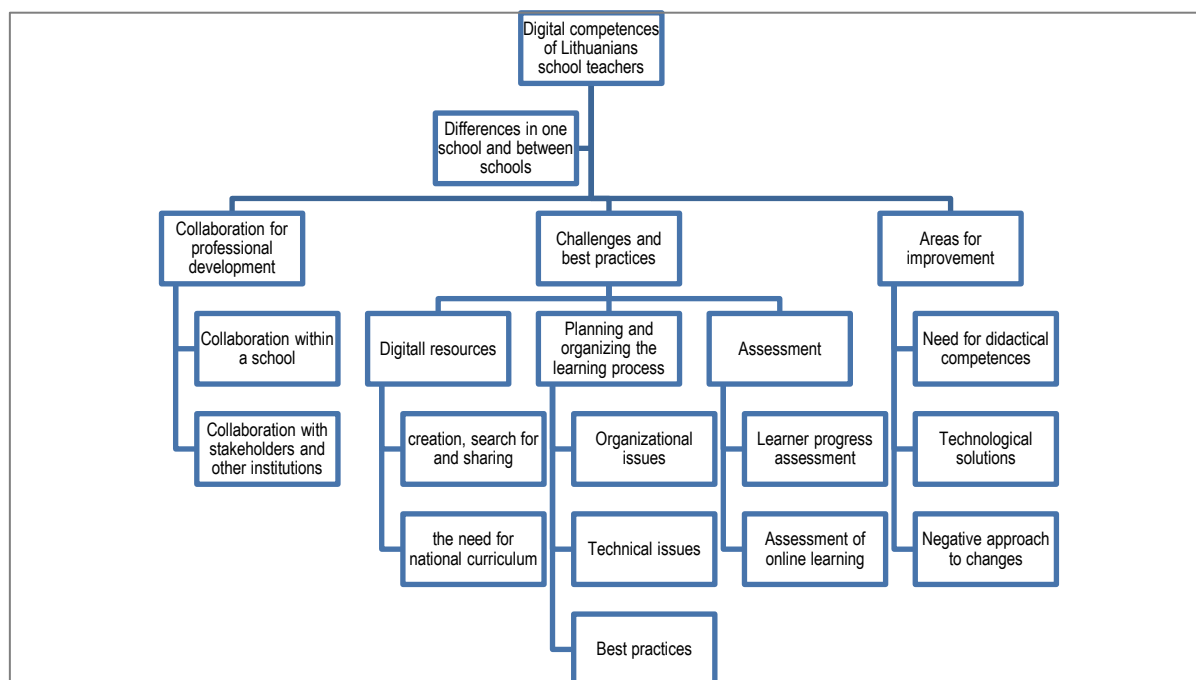 Digital competences
of Lithuanians
school teachers
Differences in one
school and between
schools
Collaboration for
professional
development
Challenges and
best practices
Areas for
improvement
Collaboration within
a school
Collaboration with
stakeholders and
other institutions
Digitall resources
creation, search for
and sharing
the need for
national curriculum
Planning and
organizing the
learning process
Organizational
issues
Technical issues
Best practices
Assessment
Learner progress
assessment
Assessment of
online learning
Need for didactical
competences
Technological
solutions
Negative approach
to changes